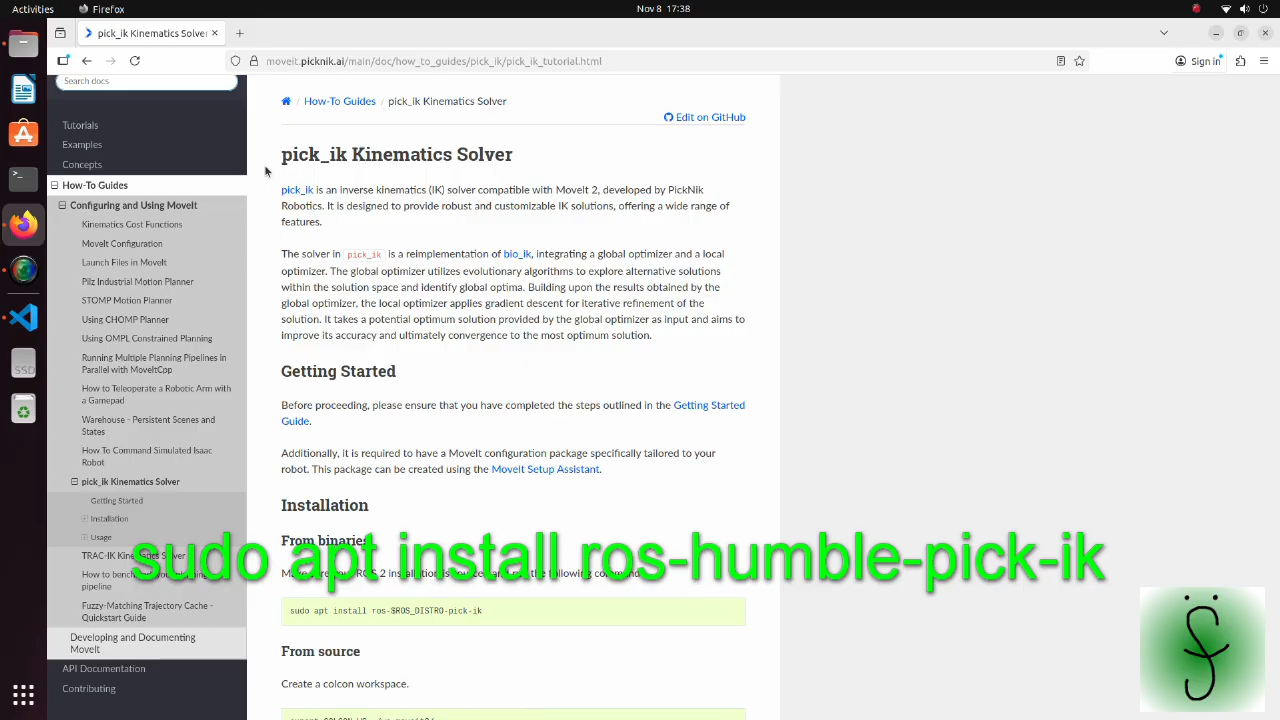 Activities
Firefox
Nov 8 17:38
pick_ik Kinematics Solver
moveit.picknik.ai/main/doc/how_to_guides/pick_ik/pick_ik_tutorial.html
Sign in
Search docs
Tutorials
Examples
Concepts
How-To Guides
Configuring and Using MoveIt
Kinematics Cost Functions
MoveIt Configuration
Launch Files in MoveIt
Pilz Industrial Motion Planner
STOMP Motion Planner
Using CHOMP Planner
Using OMPL Constrained Planning
Running Multiple Planning Pipelines in
Parallel with MoveItCpp
How to Teleoperate a Robotic Arm with
a Gamepad
Warehouse - Persistent Scenes and
States
How To Command Simulated Isaac
Robot
pick_ik Kinematics Solver
Getting Started
Installation
Usage
TRAC-IK Kinematics Solver
How to
pipeline
Fuzzy-Matching Trajectory Cache -
Quickstart Guide
Developing and Documenting
MoveIt
API Documentation
Contributing
SSD
How-To Guides / pick_ik Kinematics Solver
Edit on GitHub
pick_ik Kinematics Solver
pick_ik is an inverse kinematics (IK) solver compatible with MoveIt 2, developed by PickNik
Robotics. It is designed to provide robust and customizable IK solutions, offering a wide range of
features.
The solver in pick_ik is a reimplementation of bio_ik, integrating a global optimizer and a local
optimizer. The global optimizer utilizes evolutionary algorithms to explore alternative solutions
within the solution space and identify global optima. Building upon the results obtained by the
global optimizer, the local optimizer applies gradient descent for iterative refinement of the
solution. It takes a potential optimum solution provided by the global optimizer as input and aims to
improve its accuracy and ultimately convergence to the most optimum solution.
Getting Started
Before proceeding, please ensure that you have completed the steps outlined in the Getting Started
Guide.
Additionally, it is required to have a MoveIt configuration package specifically tailored to your
robot. This package can be created using the MoveIt Setup Assistant.
Installation
From binaries
sudo apt install ros-humble-pick-ik
sudo apt install ros-$ROS_DISTRO-pick-ik
From source
Create a colcon workspace.